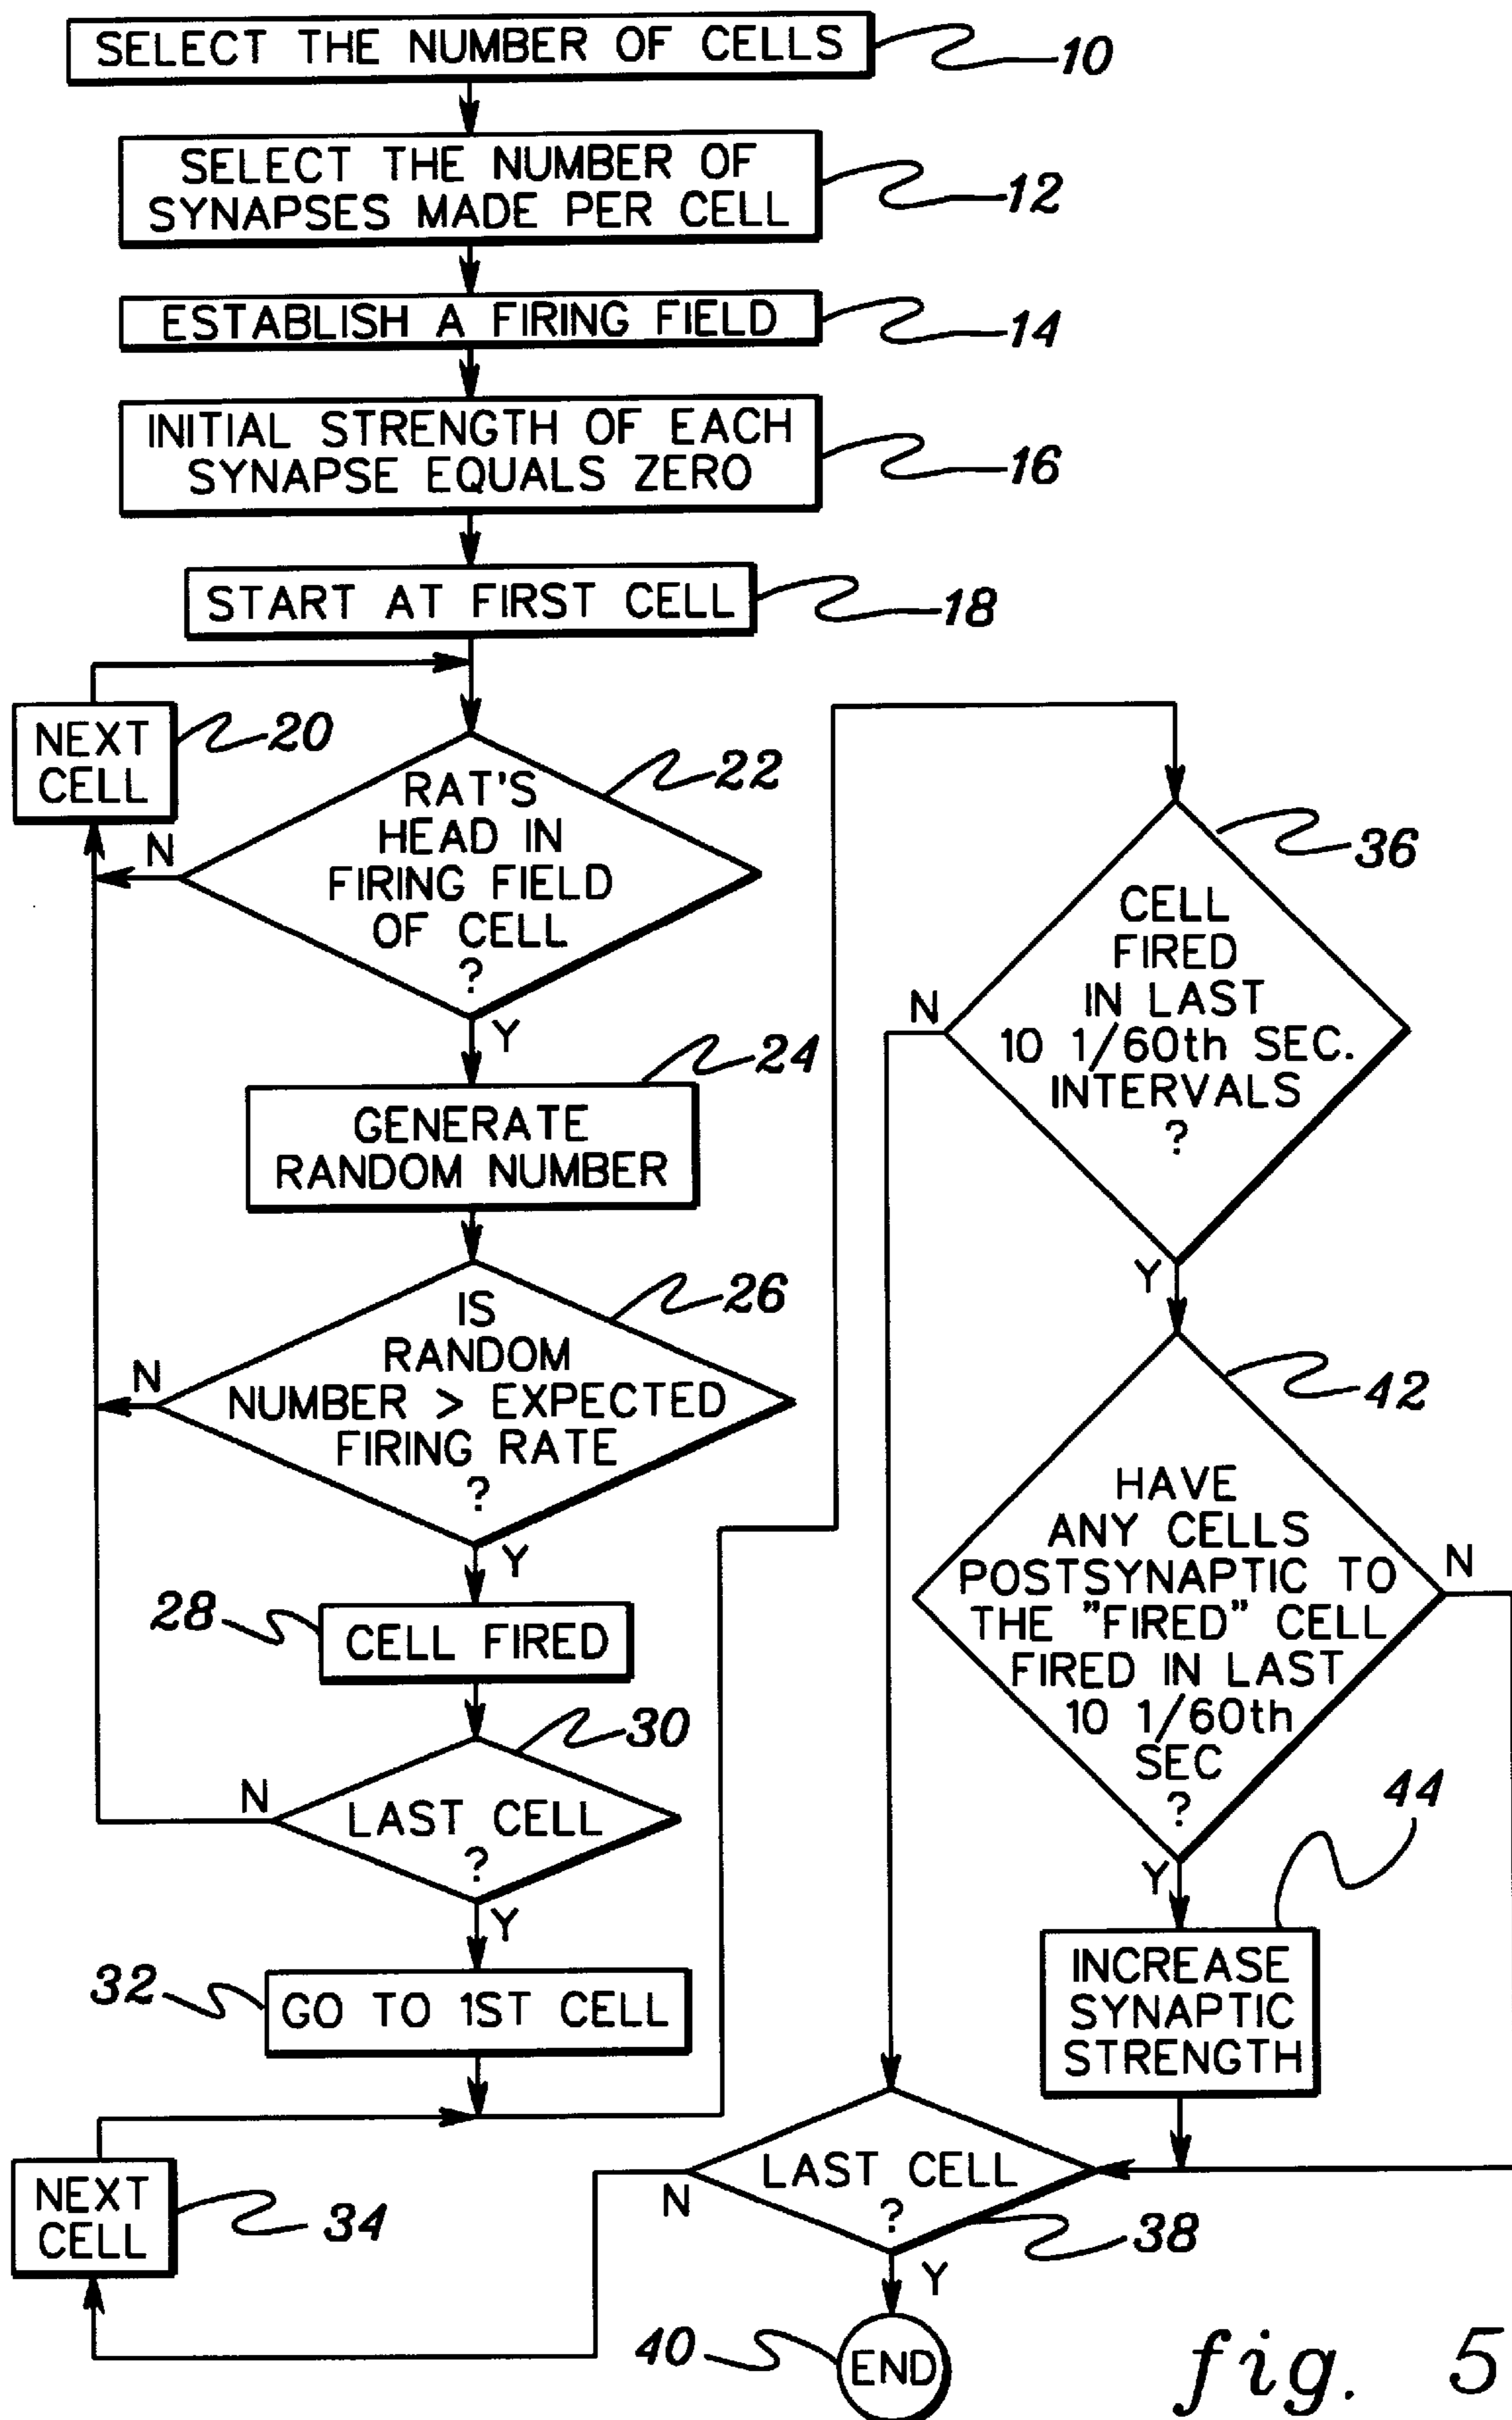 SELECT THE NUMBER OF CELLS
10
SELECT THE NUMBER OF
SYNAPSES MADE PER CELL
12
ESTABLISH A FIRING FIELD
14
INITIAL STRENGTH OF EACH
SYNAPSE EQUALS ZERO
16
START AT FIRST CELL
18
NEXT
CELL
20
RAT'S
HEAD IN
FIRING FIELD
OF CELL
?
22
N
Y
GENERATE
RANDOM NUMBER
24
IS
RANDOM
NUMBER > EXPECTED
FIRING RATE
?
26
N
Y
28
CELL FIRED
30
LAST CELL
?
N
Y
32
GO TO 1ST CELL
NEXT
CELL
34
36
CELL
FIRED
IN LAST
10 1/60th SEC.
INTERVALS
?
N
Y
42
HAVE
ANY CELLS
POSTSYNAPTIC TO
THE "FIRED" CELL
FIRED IN LAST
10 1/60th
SEC
?
N
Y
44
INCREASE
SYNAPTIC
STRENGTH
LAST CELL
?
38
N
Y
40
END
fig. 5